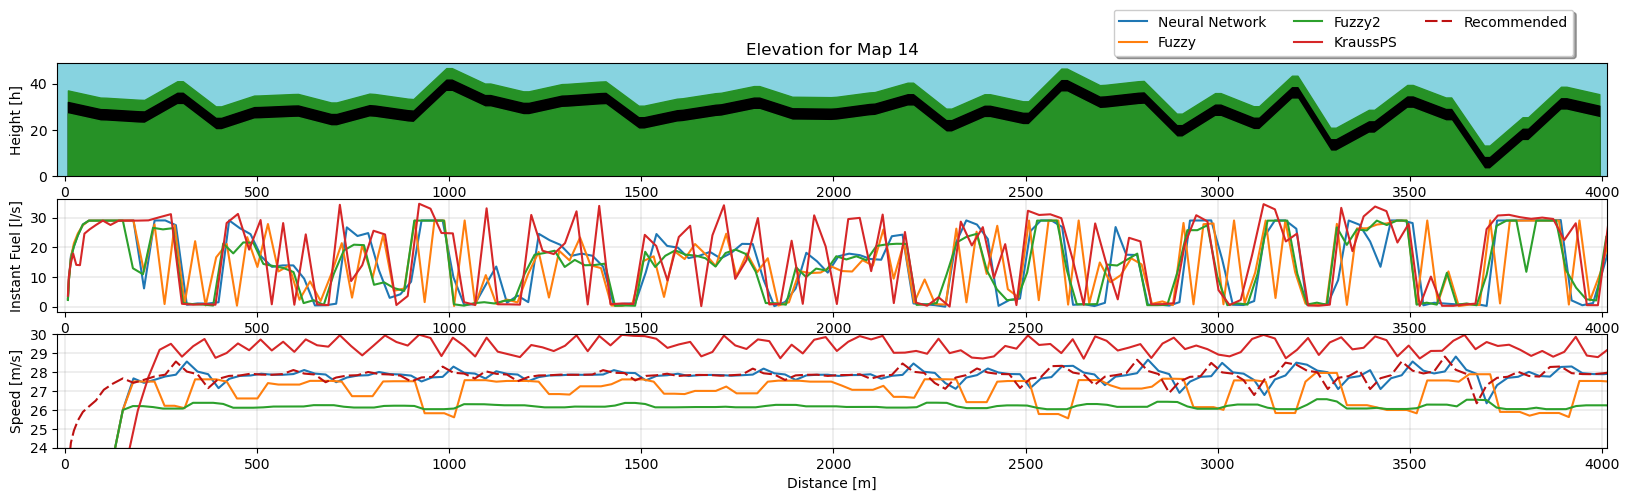 Neural Network
Fuzzy
Fuzzy2
KraussPS
Recommended
Elevation for Map 14
Height [h]
40
20
0
0 500 1000 1500 2000 2500 3000 3500 4000
Instant Fuel [l/s]
30
20
10
0
0 500 1000 1500 2000 2500 3000 3500 4000
Speed [m/s]
30
29
28
27
26
25
24
0 500 1000 1500 2000 2500 3000 3500 4000
Distance [m]